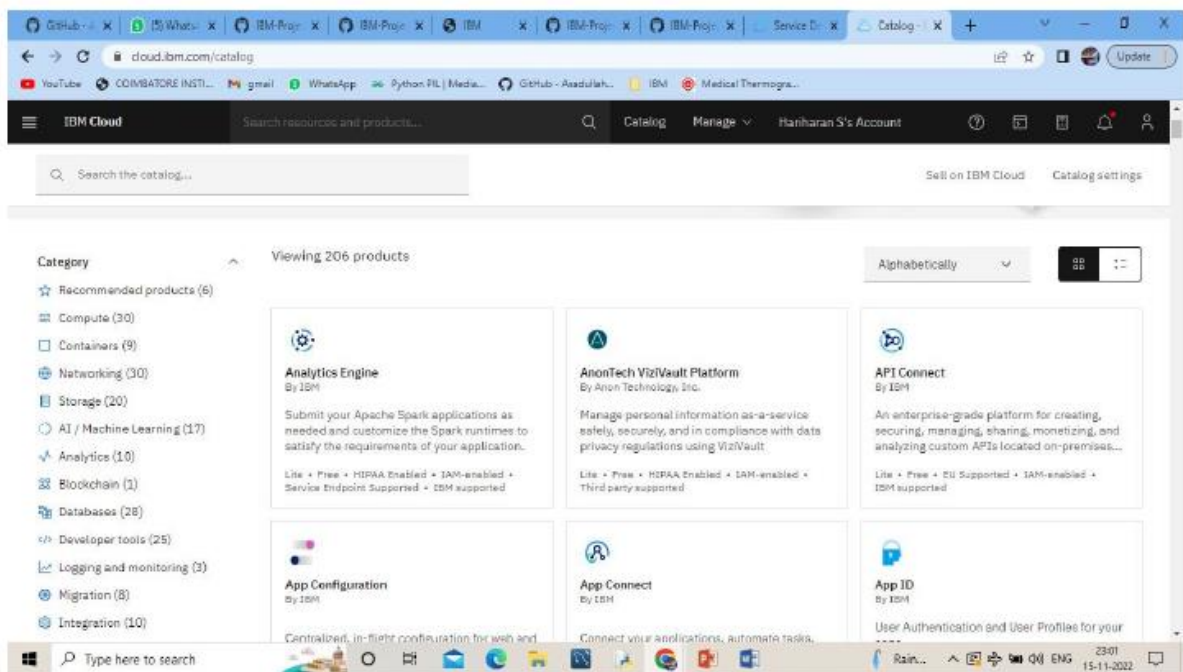 GitHub - A
(5) Whats
IBM-Proje
IBM-Proje
IBM
IBM-Proje
IBM-Proje
Service De
Catalog - I
cloud.ibm.com/catalog
Update
YouTube
COIMBATORE INSTI...
gmail
WhatsApp
Python PIL | Media...
GitHub - Asadullah...
IBM
Medical Thermogra...
IBM Cloud
Search resources and products...
Catalog
Manage
Hariharan S's Account
Search the catalog...
Sell on IBM Cloud
Catalog settings
Category
Recommended products (6)
Compute (30)
Containers (9)
Networking (30)
Storage (20)
AI / Machine Learning (17)
Analytics (10)
Blockchain (1)
Databases (28)
Developer tools (25)
Logging and monitoring (3)
Migration (8)
Integration (10)
Viewing 206 products
Alphabetically
Analytics Engine
By IBM
Submit your Apache Spark applications as
needed and customize the Spark runtimes to
satisfy the requirements of your application.
Lite • Free • HIPAA Enabled • IAM-enabled •
Service Endpoint Supported • IBM supported
AnonTech ViziVault Platform
By Anon Technology, Inc.
Manage personal information as-a-service
safely, securely, and in compliance with data
privacy regulations using ViziVault
Lite • Free • HIPAA Enabled • IAM-enabled •
Third party supported
API Connect
By IBM
An enterprise-grade platform for creating,
securing, managing, sharing, monetizing, and
analyzing custom APIs located on-premises...
Lite • Free • EU Supported • IAM-enabled •
IBM supported
App Configuration
By IBM
Centralized, in-flight configuration for web and
App Connect
By IBM
Connect your applications, automate tasks,
App ID
By IBM
User Authentication and User Profiles for your
Type here to search
Rain...
ENG
23:01
15-11-2022